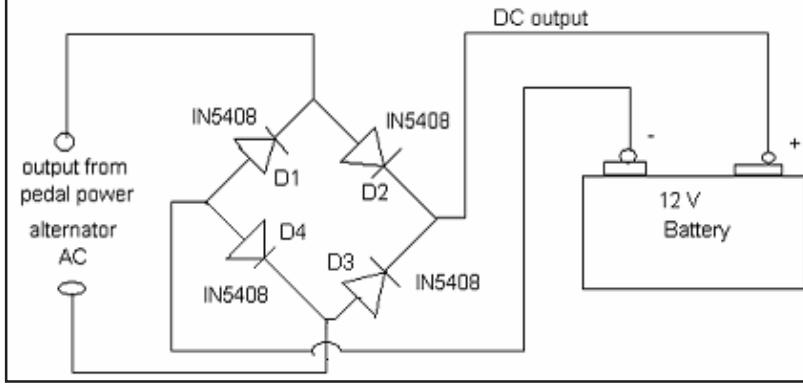 DC output
IN5408
IN5408
-
+
output from
pedal power
alternator
AC
D1
D2
12 V
Battery
D4
D3
IN5408
IN5408